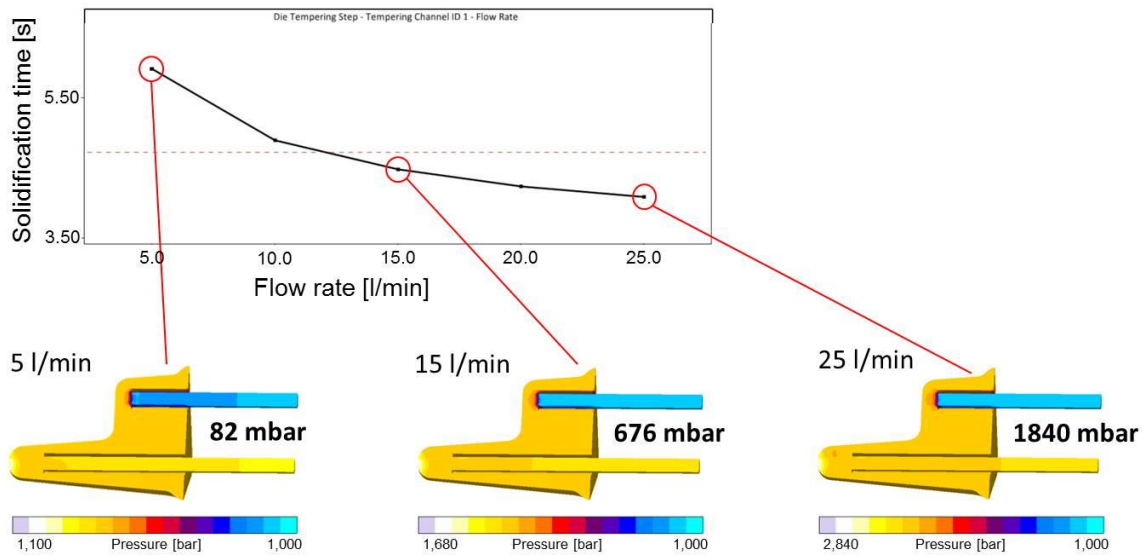 Die Tempering Step - Tempering Channel ID 1 - Flow Rate
Solidification time [s]
5.50
3.50
5.0 10.0 15.0 20.0 25.0
Flow rate [l/min]
5 l/min 15 l/min 25 l/min
82 mbar 676 mbar 1840 mbar
1,100 Pressure [bar] 1,000 1,680 Pressure [bar] 1,000 2,840 Pressure [bar] 1,000